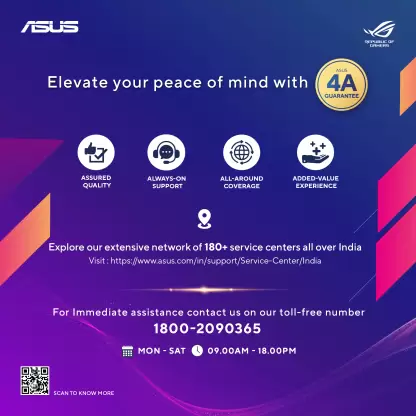 ASUS
REPUBLIC OF
GAMERS
Elevate your peace of mind with
ASUS
4A
GUARANTEE
ASSURED
QUALITY
ALWAYS-ON
SUPPORT
ALL-AROUND
COVERAGE
ADDED-VALUE
EXPERIENCE
Explore our extensive network of 180+ service centers all over India
Visit : https://www.asus.com/in/support/Service-Center/India
For Immediate assistance contact us on our toll-free number
1800-2090365
MON - SAT 09.00AM - 18.00PM
SCAN TO KNOW MORE